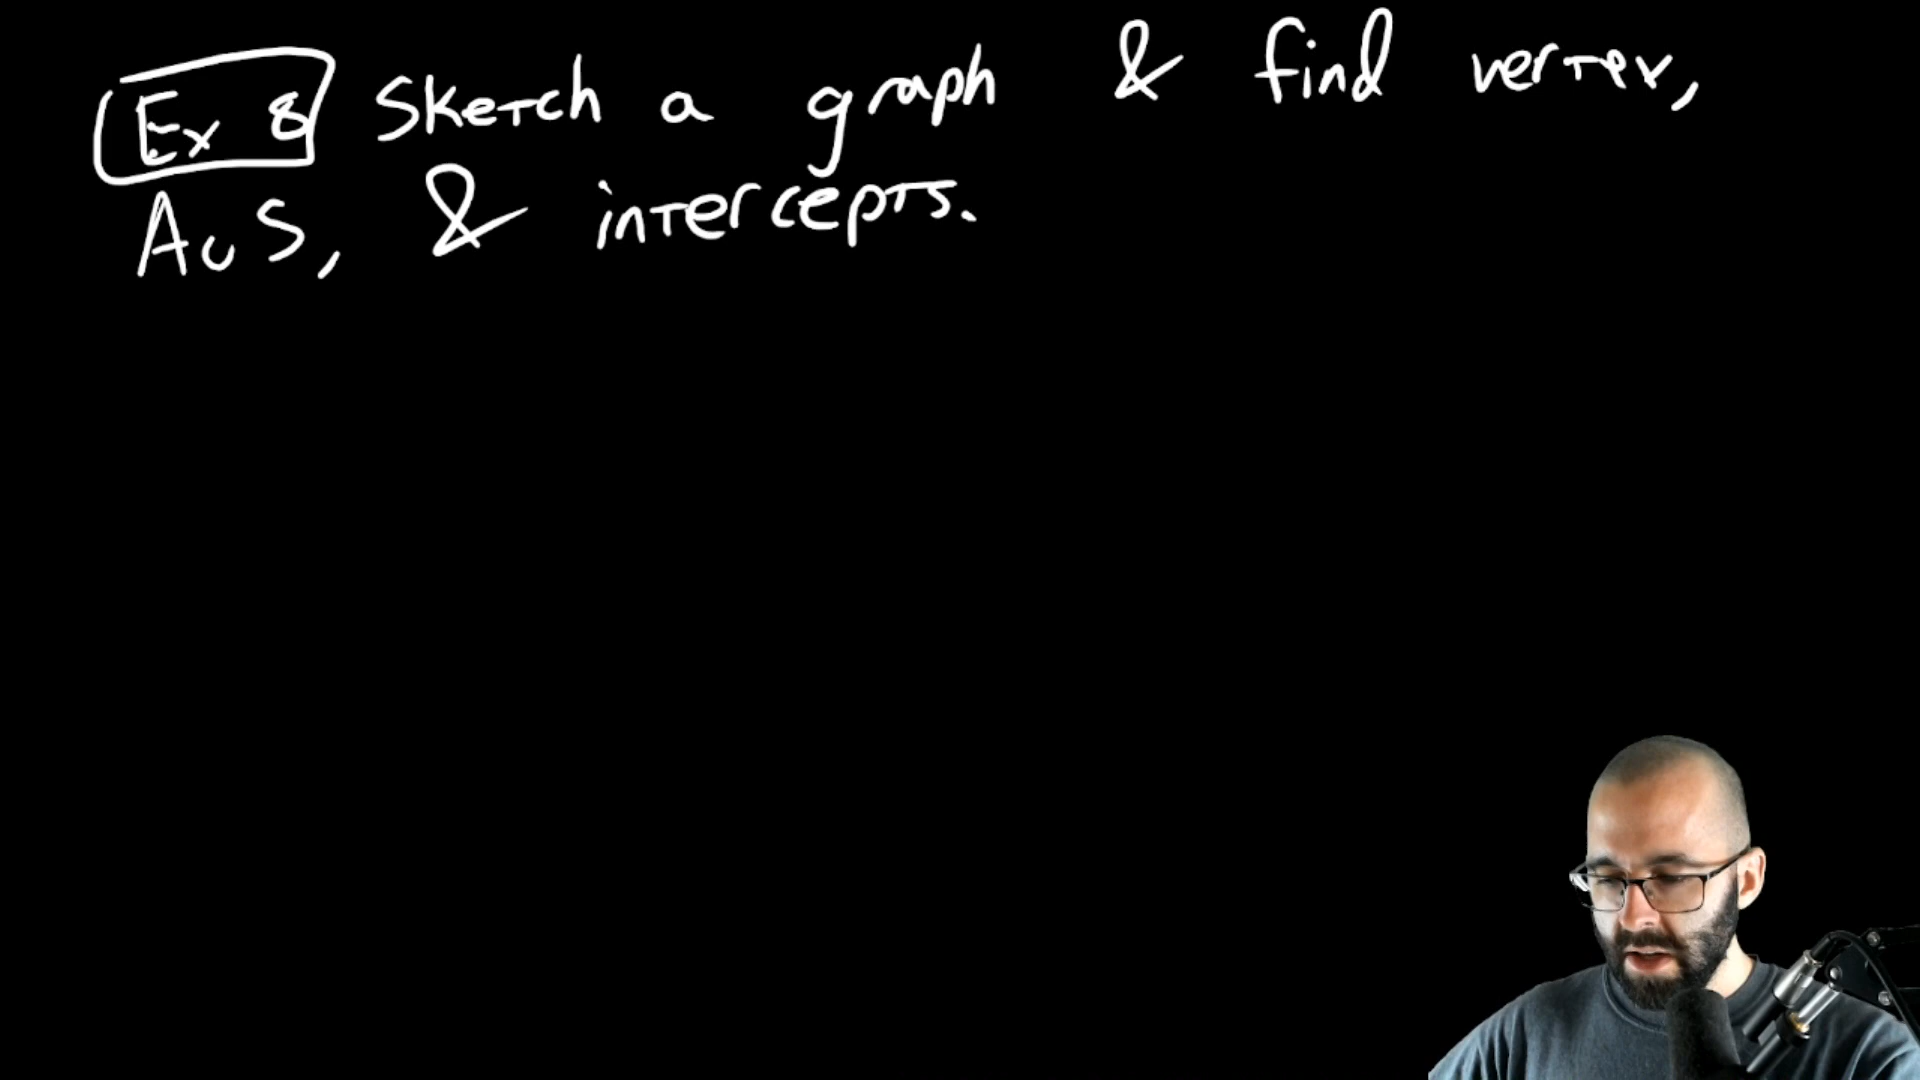 Ex 8 Sketch a graph & find vertex,
AoS, & intercepts.